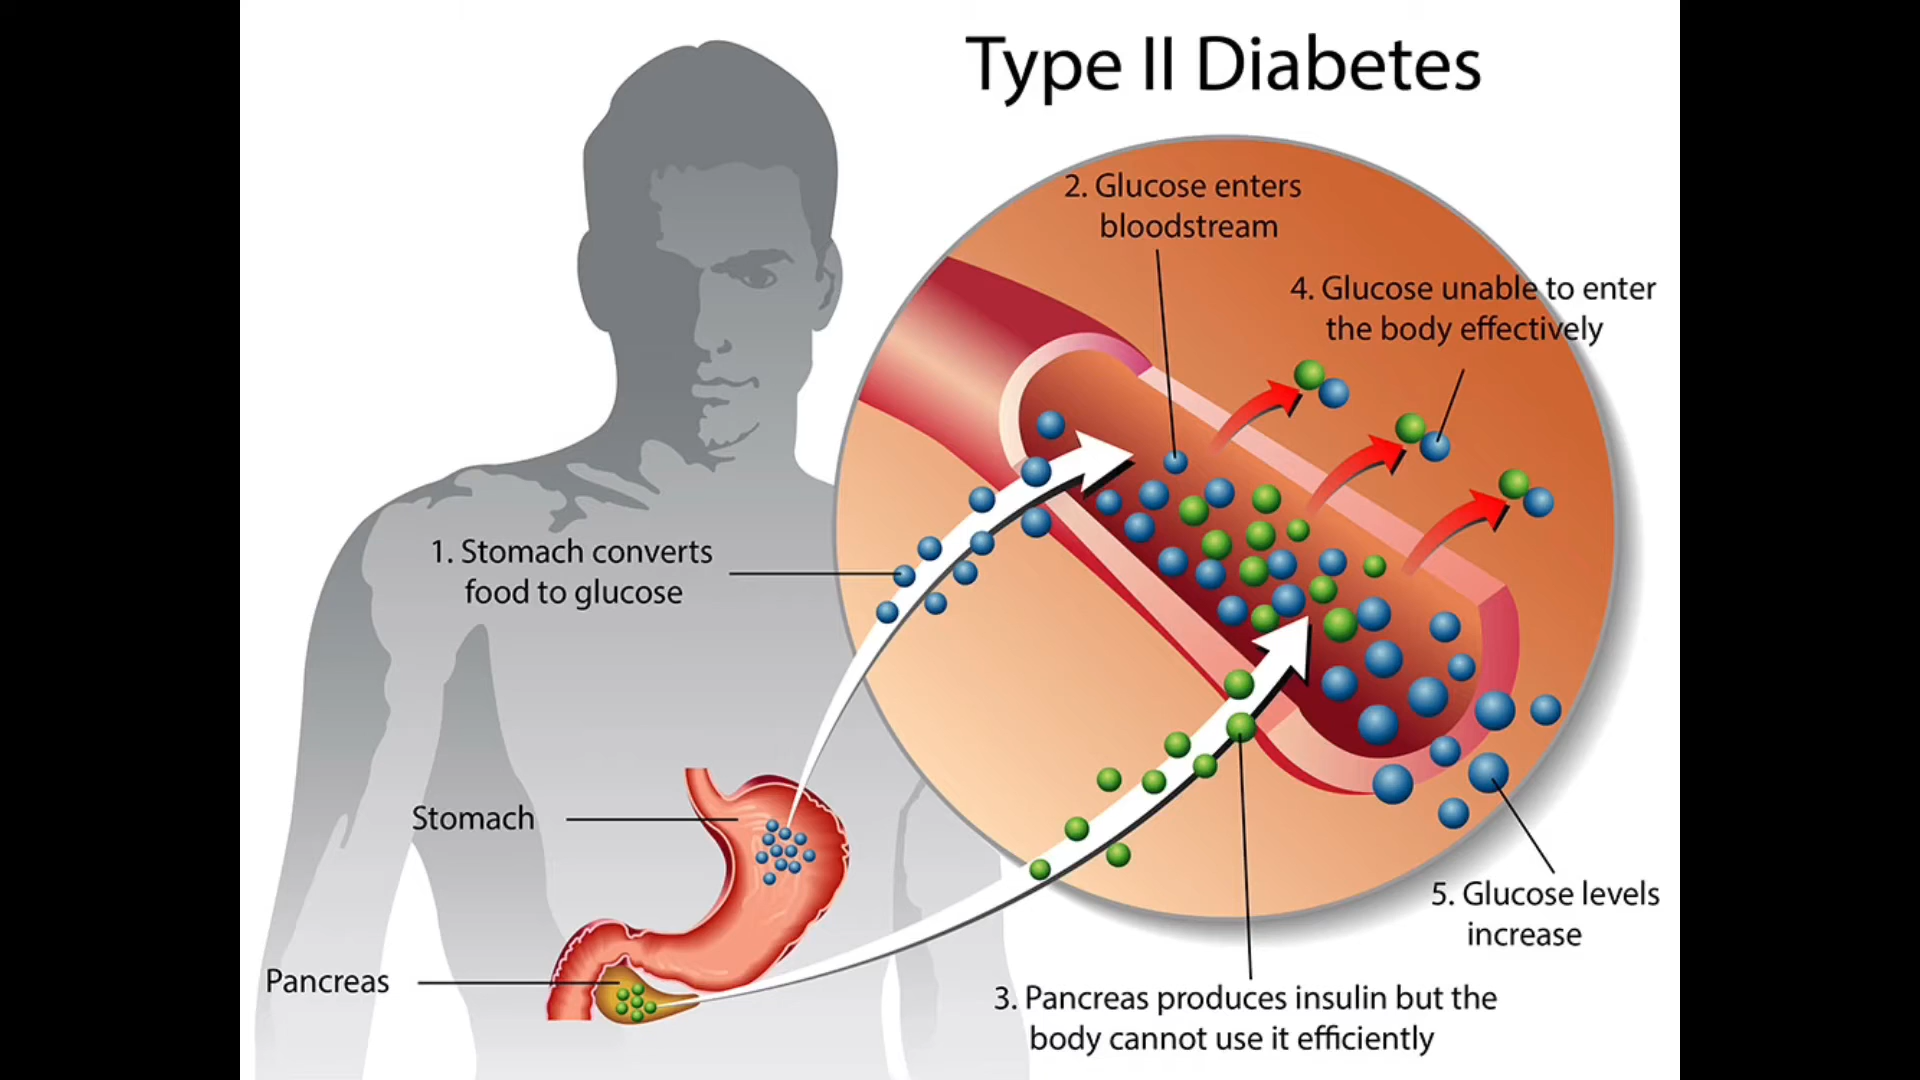 Type II Diabetes
2. Glucose enters
bloodstream
4. Glucose unable to enter
the body effectively
1. Stomach converts
food to glucose
Stomach
5. Glucose levels
increase
Pancreas
3. Pancreas produces insulin but the
body cannot use it efficiently